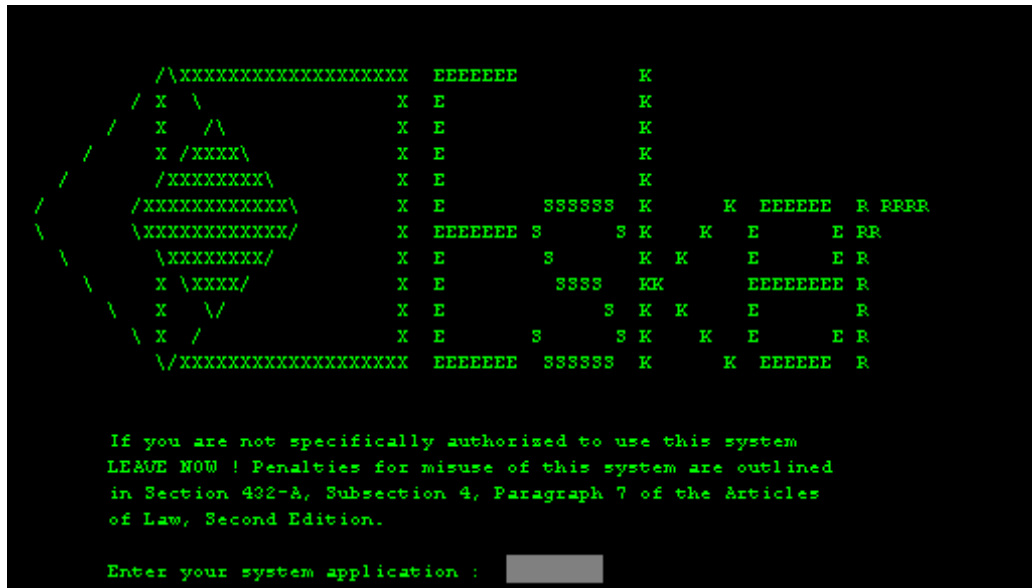 Esker
If you are not specifically authorized to use this system
LEAVE NOW ! Penalties for misuse of this system are outlined
in Section 432-A, Subsection 4, Paragraph 7 of the Articles
of Law, Second Edition.
Enter your system application :